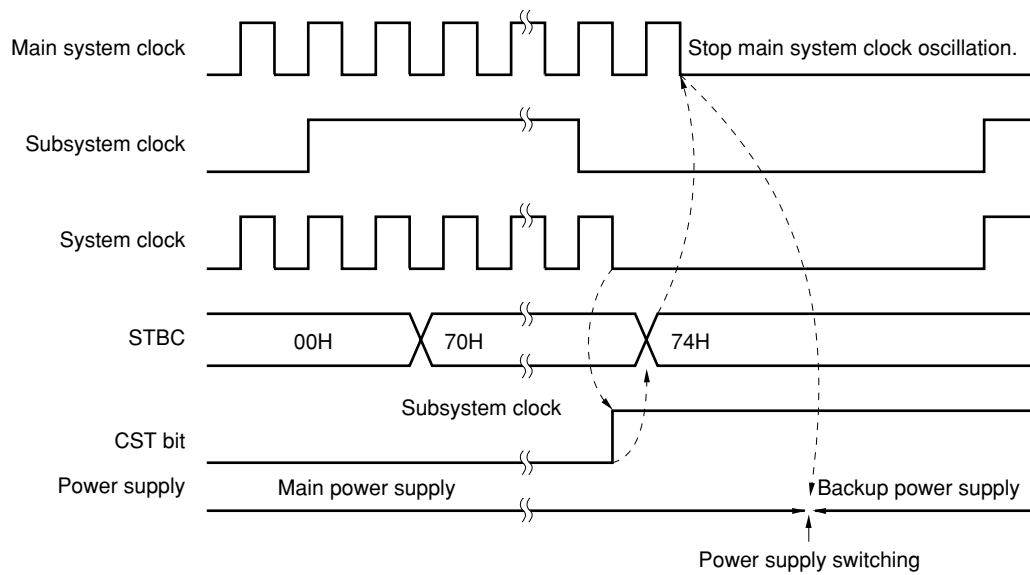 Main system clock
Stop main system clock oscillation.
Subsystem clock
System clock
STBC
00H
70H
74H
Subsystem clock
CST bit
Power supply
Main power supply
Backup power supply
Power supply switching